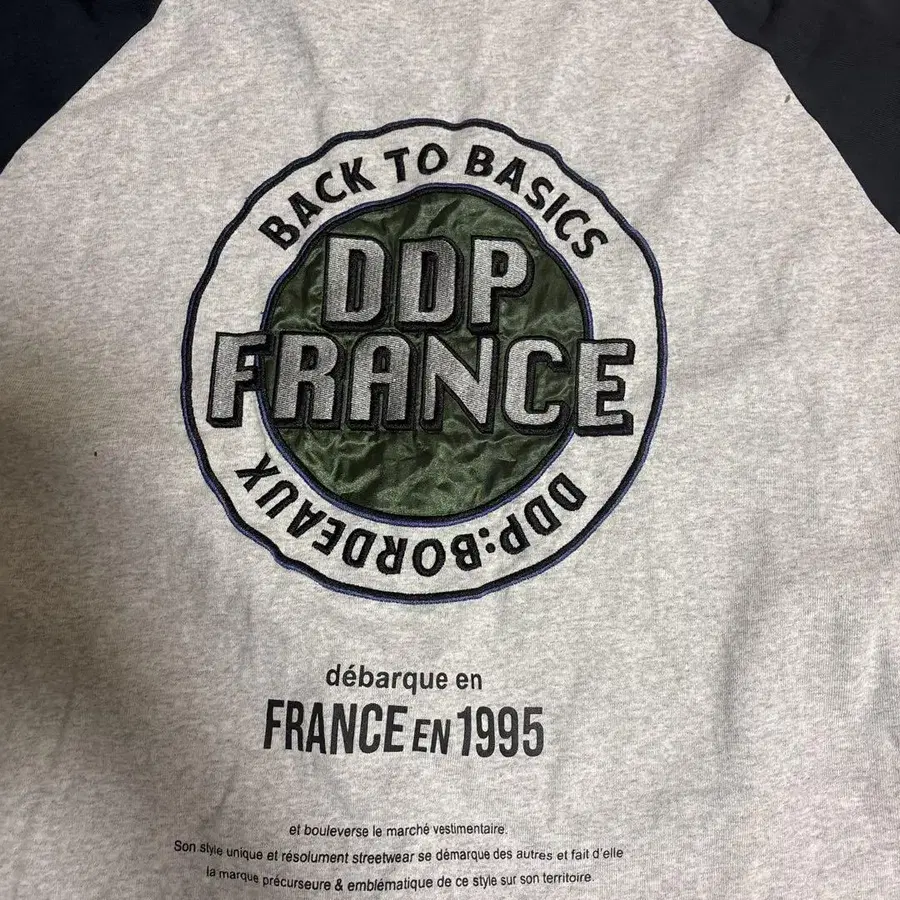 BACK TO BASICS
DDP
FRANCE
DDP:BORDEAUX
débarque en
FRANCE EN 1995
et bouleverse le marché vestimentaire.
Son style unique et résolument streetwear se démarque des autres et fait d'elle
la marque précurseure & emblématique de ce style sur son territoire.